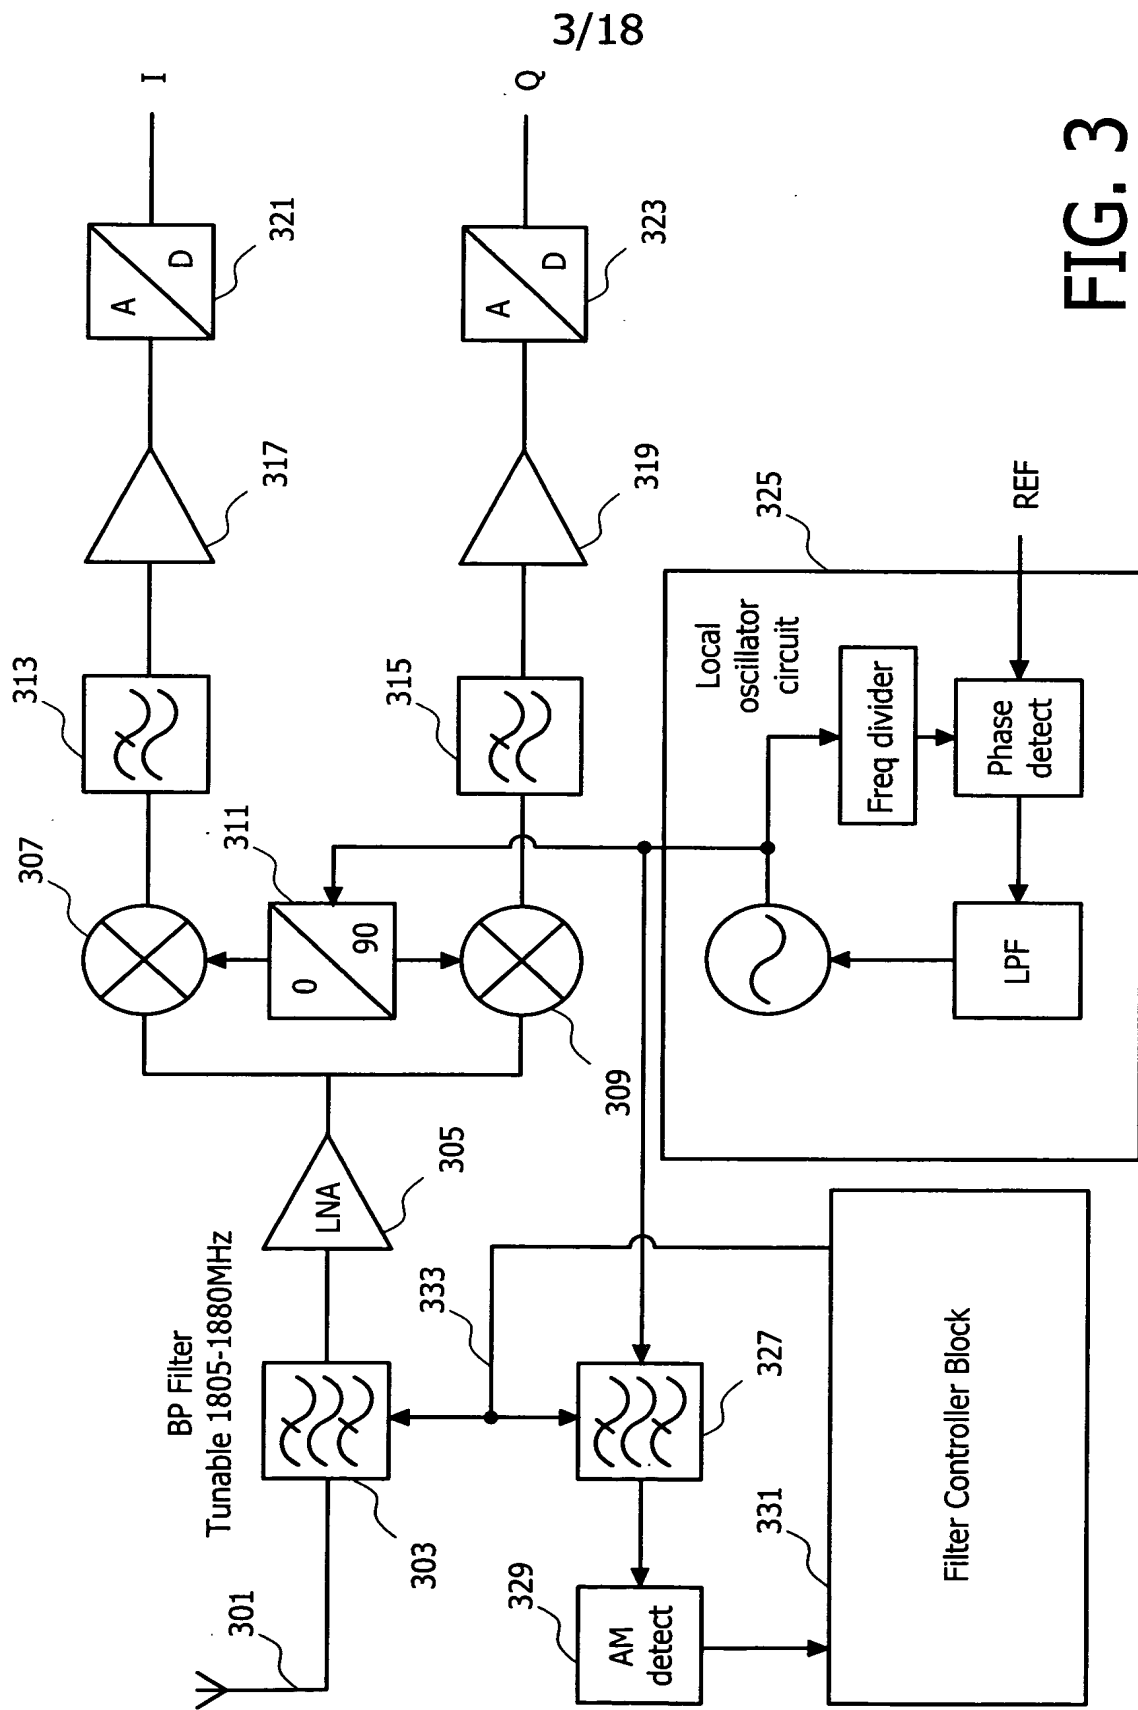 3/18
I
Q
A
D
321
A
D
323
317
319
313
315
307
311
0
90
309
LNA
305
BP Filter
Tunable 1805-1880MHz
303
301
333
327
AM
detect
329
331
Filter Controller Block
325
REF
Local
oscillator
circuit
Freq divider
Phase
detect
LPF
FIG. 3